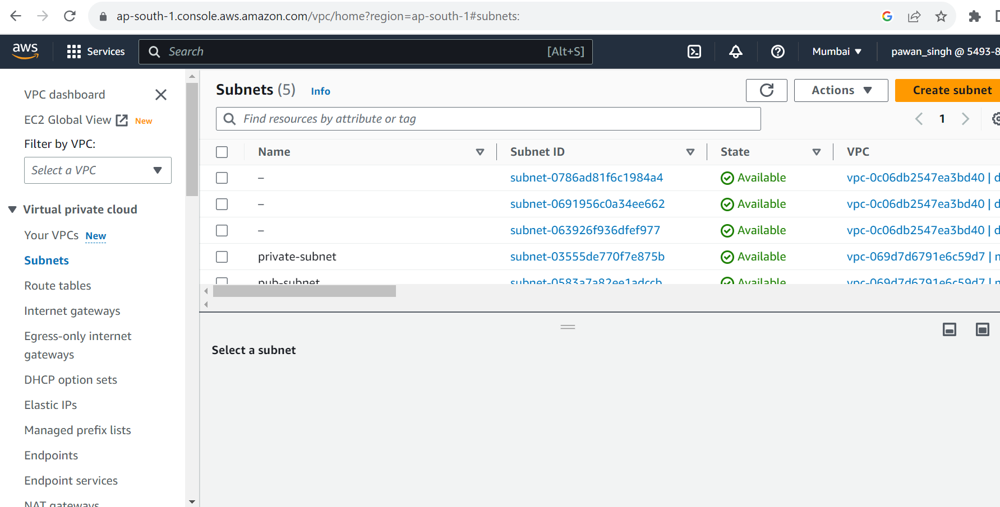 ap-south-1.console.aws.amazon.com/vpc/home?region=ap-south-1#subnets:
aws
Services
Search
[Alt+S]
Mumbai
pawan_singh @ 5493-8
VPC dashboard
EC2 Global View New
Filter by VPC:
Select a VPC
Virtual private cloud
Your VPCs New
Subnets
Route tables
Internet gateways
Egress-only internet
gateways
DHCP option sets
Elastic IPs
Managed prefix lists
Endpoints
Endpoint services
NAT gateways
Subnets (5) Info
Actions
Create subnet
Find resources by attribute or tag
1
Name Subnet ID State VPC
– subnet-0786ad81f6c1984a4 Available vpc-0c06db2547ea3bd40 | d
– subnet-0691956c0a34ee662 Available vpc-0c06db2547ea3bd40 | d
– subnet-063926f936dfef977 Available vpc-0c06db2547ea3bd40 | d
private-subnet subnet-03555de770f7e875b Available vpc-069d7d6791e6c59d7 | n
pub-subnet subnet-0583a7a82ee1adccb Available vpc-069d7d6791e6c59d7 | n
Select a subnet